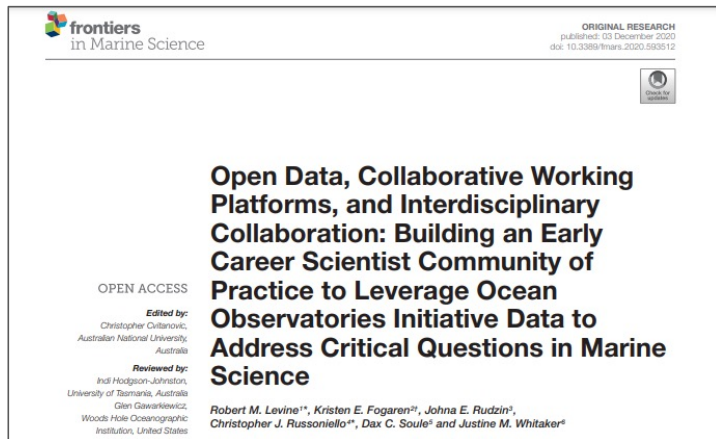 frontiers
in Marine Science
ORIGINAL RESEARCH
published: 03 December 2020
doi: 10.3389/fmars.2020.593512
Check for
updates
Open Data, Collaborative Working
Platforms, and Interdisciplinary
Collaboration: Building an Early
Career Scientist Community of
Practice to Leverage Ocean
Observatories Initiative Data to
Address Critical Questions in Marine
Science
OPEN ACCESS
Edited by:
Christopher Cvitanovic,
Australian National University,
Australia
Reviewed by:
Indi Hodgson-Johnston,
University of Tasmania, Australia
Glen Gawarkiewicz,
Woods Hole Oceanographic
Institution, United States
Robert M. Levine¹*, Kristen E. Fogaren²†, Johna E. Rudzin³,
Christopher J. Russoniello⁴*, Dax C. Soule⁵ and Justine M. Whitaker⁶